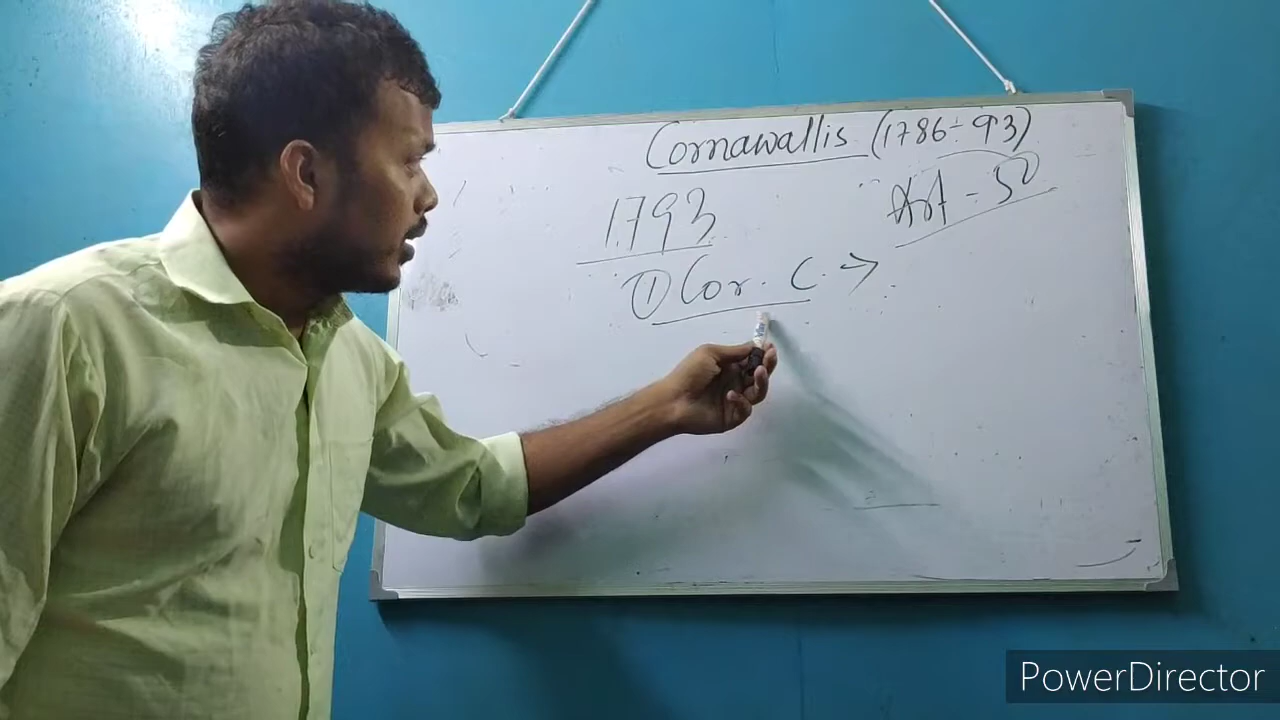 Cornawallis (1786÷93)
1793
Art - 50
① Cor. C. →
PowerDirector